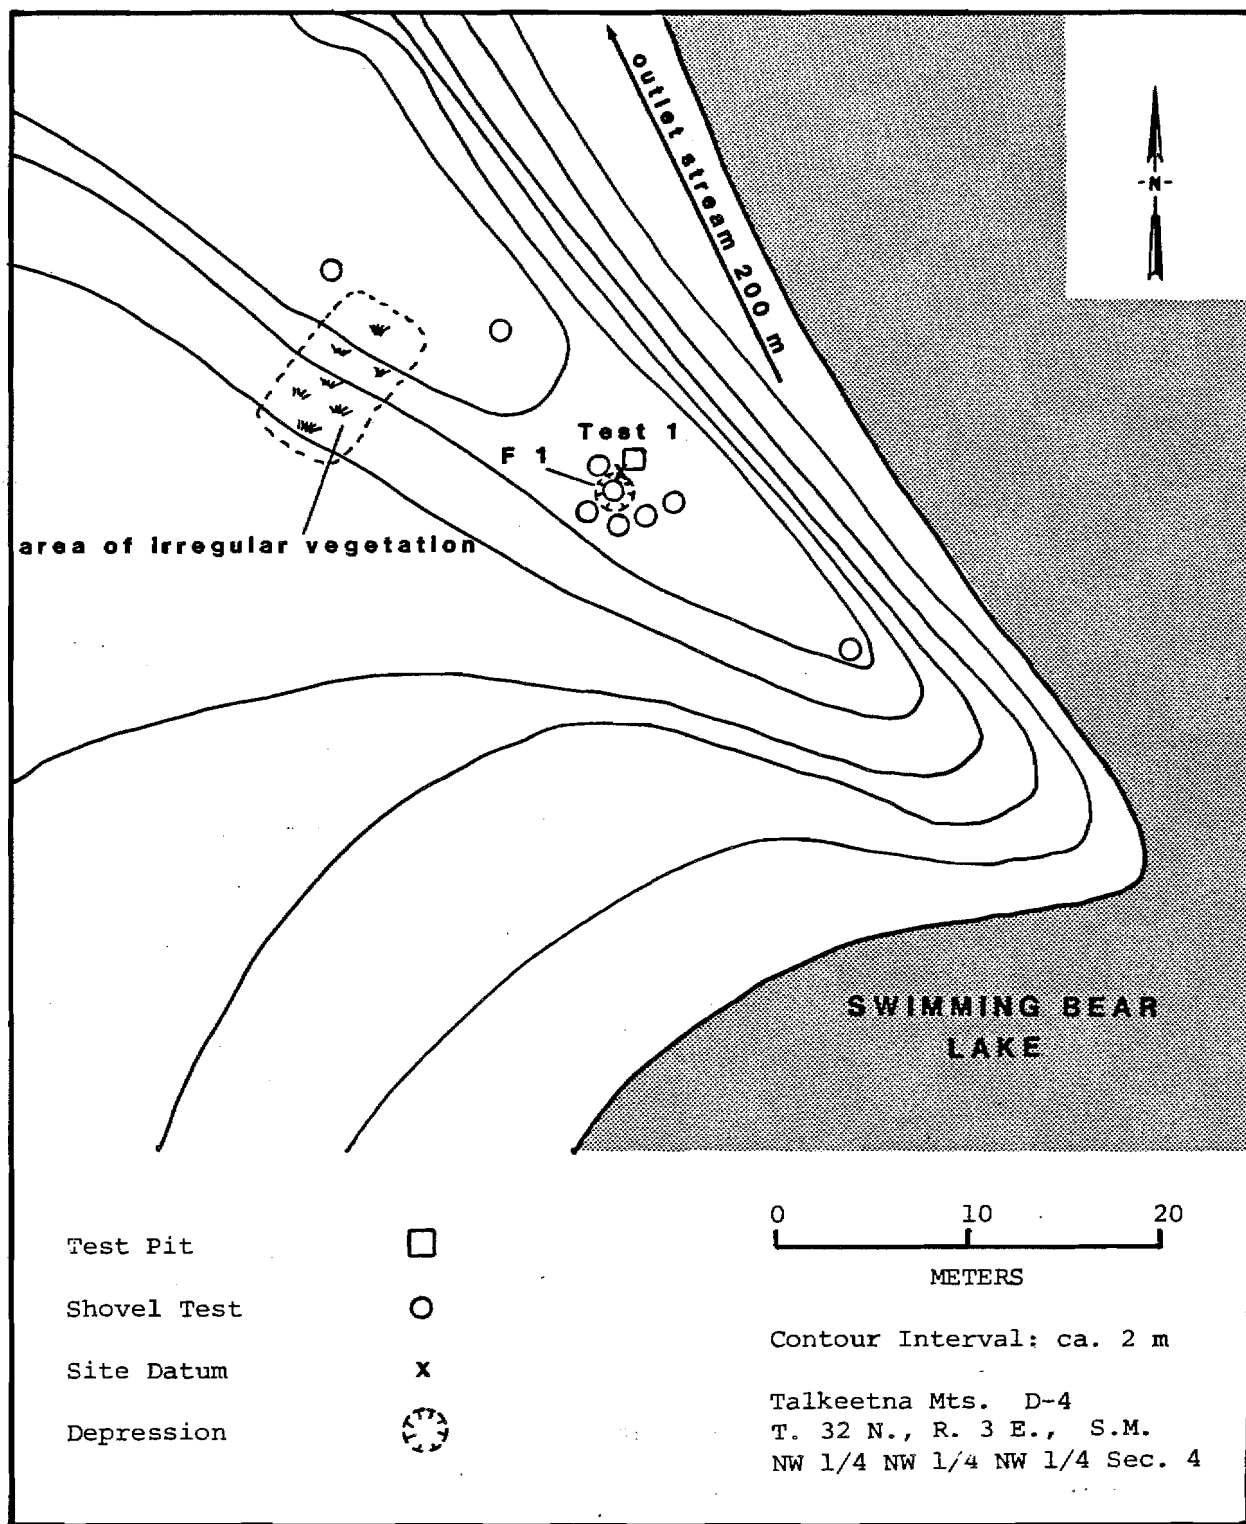 outlet stream 200 m
N
Test 1
F 1
area of irregular vegetation
SWIMMING BEAR
LAKE
Test Pit
Shovel Test
Site Datum x
Depression
0 10 20
METERS
Contour Interval: ca. 2 m
Talkeetna Mts. D-4
T. 32 N., R. 3 E., S.M.
NW 1/4 NW 1/4 NW 1/4 Sec. 4